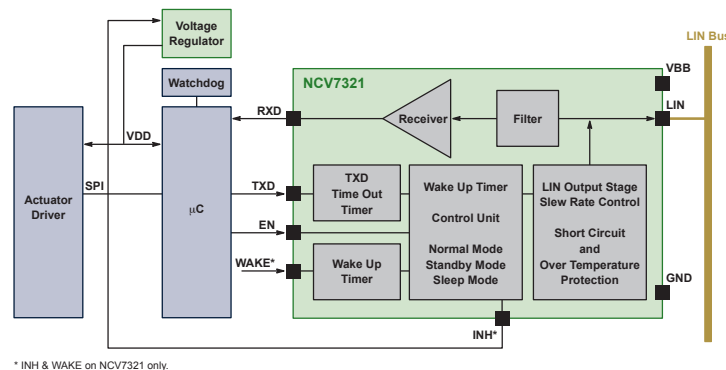 Voltage
Regulator
LIN Bus
Watchdog
NCV7321
VBB
RXD
LIN
Receiver
Filter
VDD
Actuator
Driver
SPI
µC
TXD
TXD
Time Out
Timer
Wake Up Timer
Control Unit
Normal Mode
Standby Mode
Sleep Mode
LIN Output Stage
Slew Rate Control
Short Circuit
and
Over Temperature
Protection
EN
WAKE*
Wake Up
Timer
GND
INH*
* INH & WAKE on NCV7321 only.